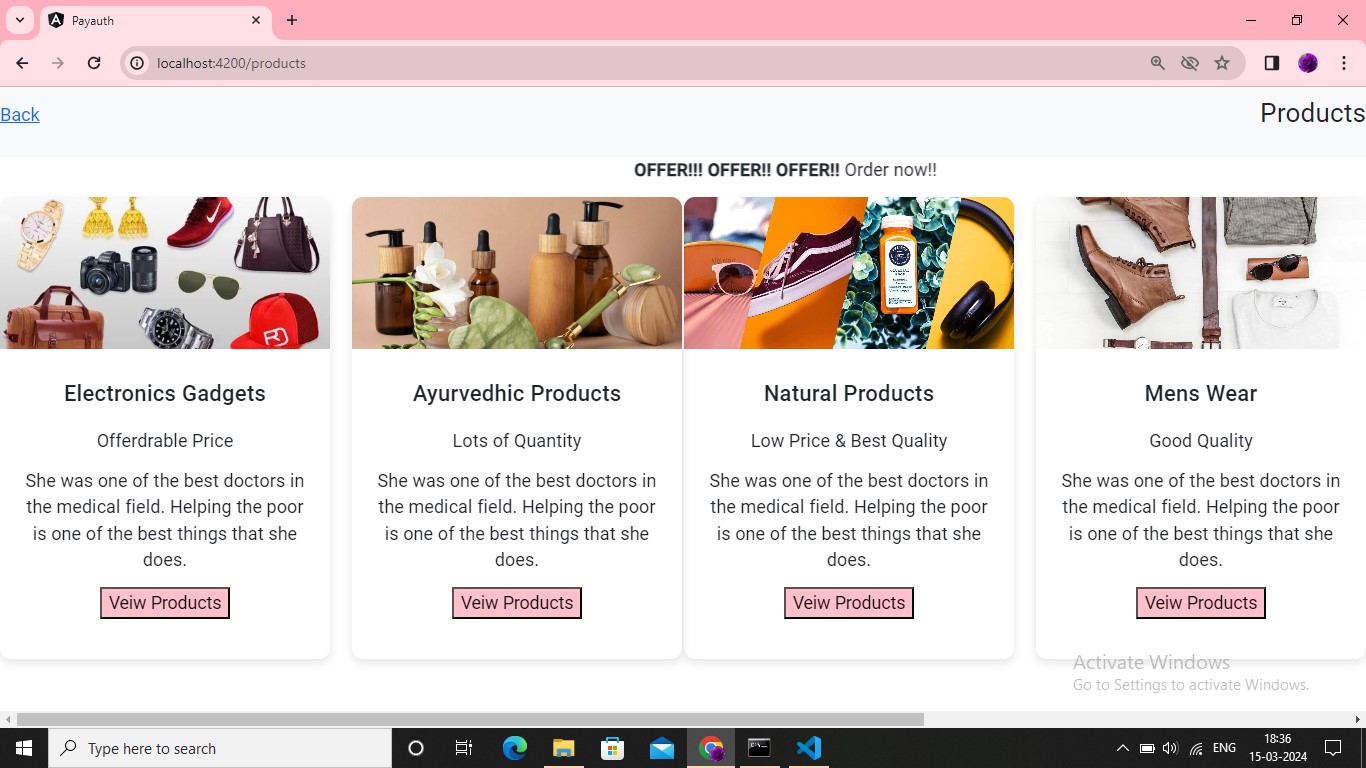 Payauth
localhost:4200/products
Back
Products
OFFER!!! OFFER!! OFFER!! Order now!!
Electronics Gadgets
Offerdrable Price
She was one of the best doctors in
the medical field. Helping the poor
is one of the best things that she
does.
Veiw Products
Ayurvedhic Products
Lots of Quantity
She was one of the best doctors in
the medical field. Helping the poor
is one of the best things that she
does.
Veiw Products
Natural Products
Low Price & Best Quality
She was one of the best doctors in
the medical field. Helping the poor
is one of the best things that she
does.
Veiw Products
Mens Wear
Good Quality
She was one of the best doctors in
the medical field. Helping the poor
is one of the best things that she
does.
Veiw Products
Activate Windows
Go to Settings to activate Windows.
Type here to search
ENG
18:36
15-03-2024